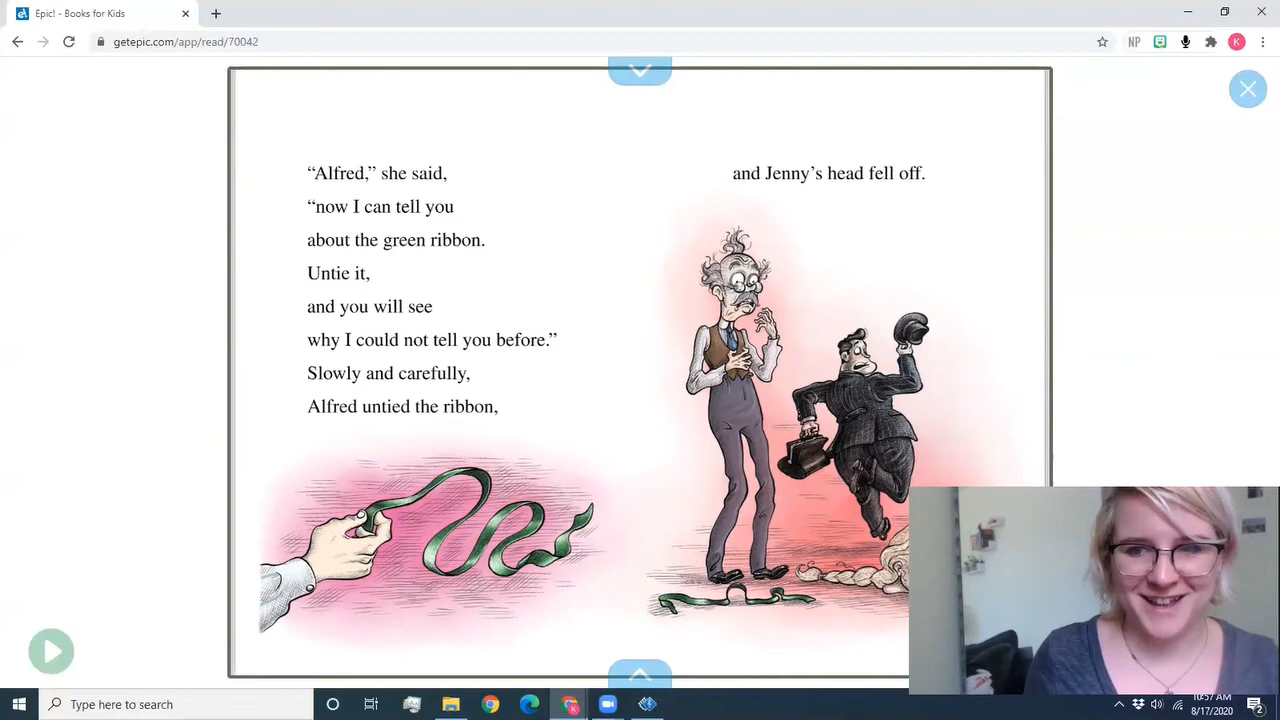 Epic! - Books for Kids
getepic.com/app/read/70042
NP
K
“Alfred,” she said,
“now I can tell you
about the green ribbon.
Untie it,
and you will see
why I could not tell you before.”
Slowly and carefully,
Alfred untied the ribbon,
and Jenny’s head fell off.
Type here to search
10:57 AM
8/17/2020
2